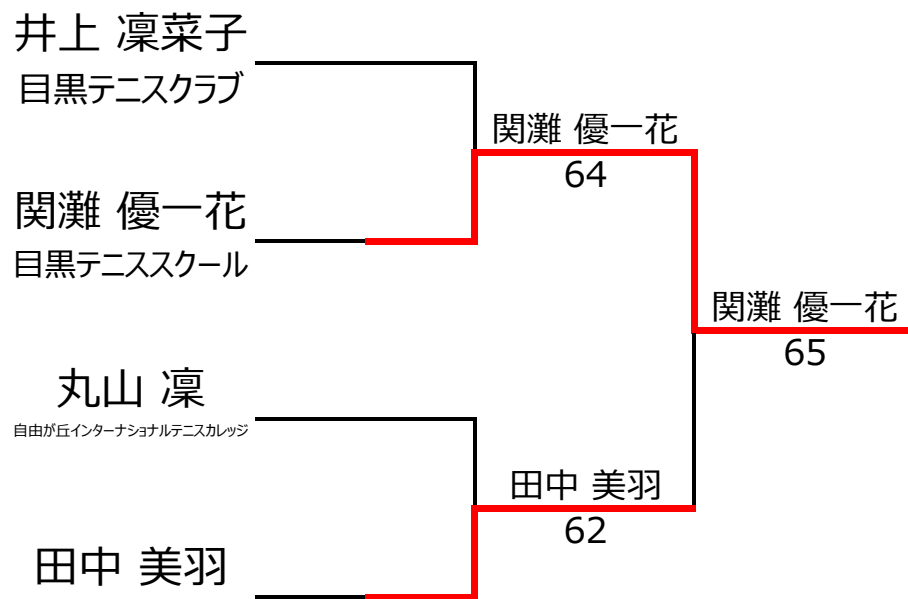 井上 凜菜子
目黒テニスクラブ
関灘 優一花
64
関灘 優一花
目黒テニススクール
関灘 優一花
65
丸山 凜
自由が丘インターナショナルテニスカレッジ
田中 美羽
62
田中 美羽